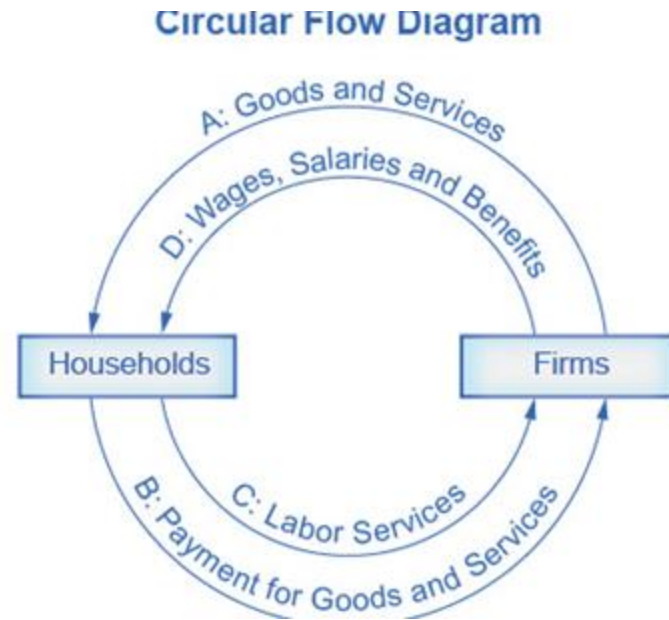 Circular Flow Diagram
A: Goods and Services
D: Wages, Salaries and Benefits
Households
Firms
C: Labor Services
B: Payment for Goods and Services